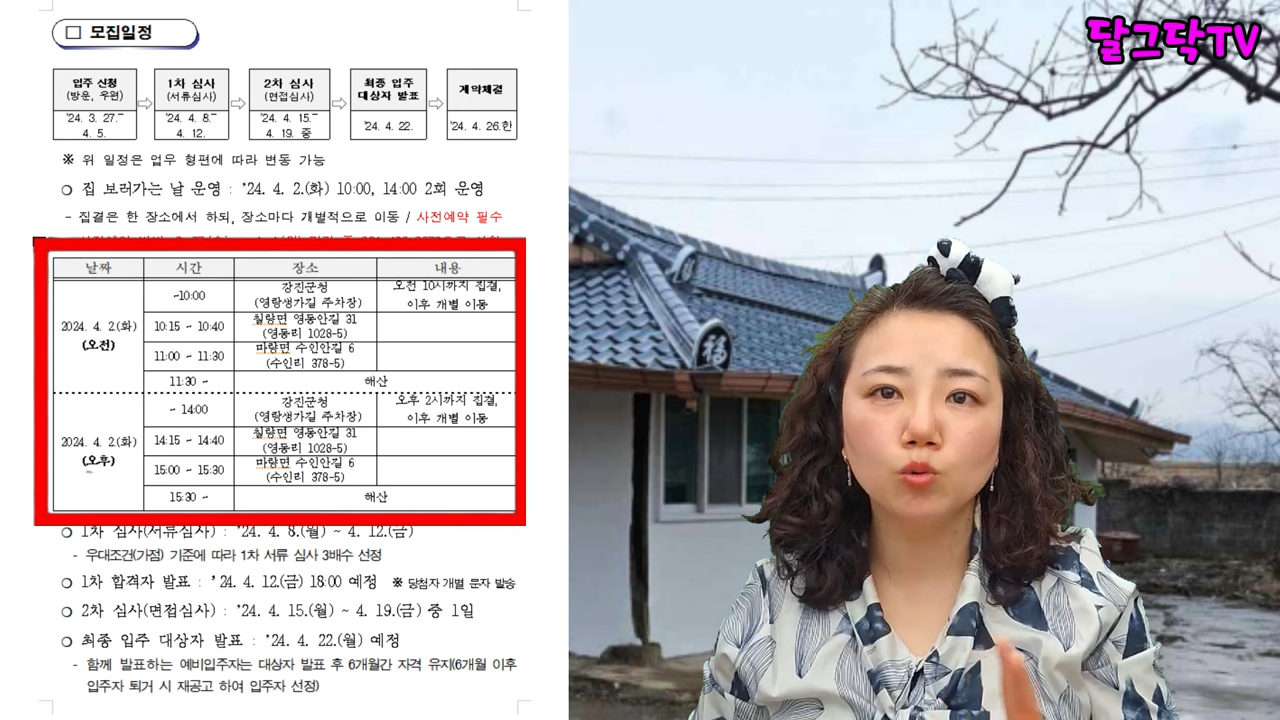 달그닥TV
□ 모집일정
입주 신청
(방문, 우편)
'24. 3. 27.~
4. 5.
1차 심사
(서류심사)
'24. 4. 8.~
4. 12.
2차 심사
(면접심사)
'24. 4. 15.~
4. 19. 중
최종 입주
대상자 발표
'24. 4. 22.
계약체결
'24. 4. 26.한
※ 위 일정은 업무 형편에 따라 변동 가능
○ 집 보러가는 날 운영 : '24. 4. 2.(화) 10:00, 14:00 2회 운영
- 집결은 한 장소에서 하되, 장소마다 개별적으로 이동 / 사전예약 필수
날짜 시간 장소 내용
2024. 4. 2.(화)
(오전)
~10:00 강진군청 오전 10시까지 집결,
(영랑생가길 주차장) 이후 개별 이동
10:15 ~ 10:40 칠량면 영동안길 31
(영동리 1028-5)
11:00 ~ 11:30 마량면 수인안길 6
(수인리 378-5)
11:30 ~ 해산
2024. 4. 2.(화)
(오후)
~ 14:00 강진군청 오후 2시까지 집결,
(영랑생가길 주차장) 이후 개별 이동
14:15 ~ 14:40 칠량면 영동안길 31
(영동리 1028-5)
15:00 ~ 15:30 마량면 수인안길 6
(수인리 378-5)
15:30 ~ 해산
○ 1차 심사(서류심사) : '24. 4. 8.(월) ~ 4. 12.(금)
- 우대조건(가점) 기준에 따라 1차 서류 심사 3배수 선정
○ 1차 합격자 발표 : '24. 4. 12.(금) 18:00 예정 ※ 당첨자 개별 문자 발송
○ 2차 심사(면접심사) : '24. 4. 15.(월) ~ 4. 19.(금) 중 1일
○ 최종 입주 대상자 발표 : '24. 4. 22.(월) 예정
- 함께 발표하는 예비입주자는 대상자 발표 후 6개월간 자격 유지(6개월 이후
입주자 퇴거 시 재공고 하여 입주자 선정)
福